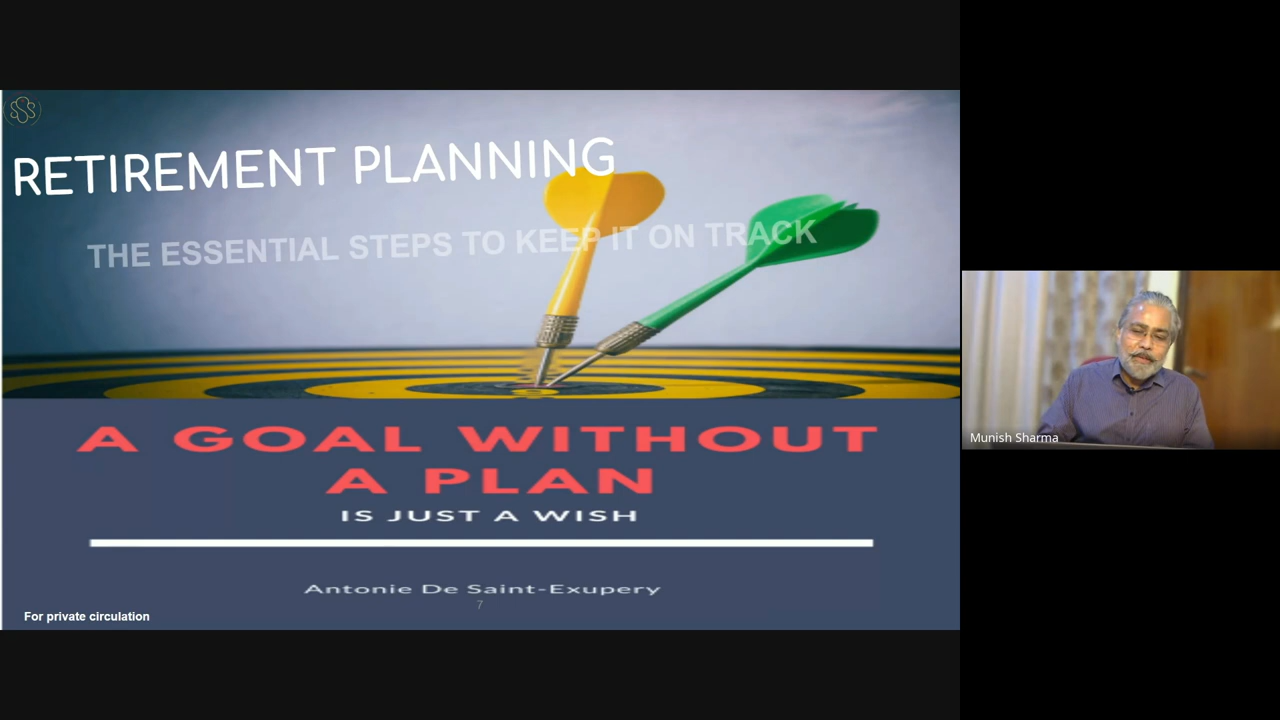 RETIREMENT PLANNING
THE ESSENTIAL STEPS TO KEEP IT ON TRACK
A GOAL WITHOUT
A PLAN
IS JUST A WISH
Antonie De Saint-Exupery
7
For private circulation
Munish Sharma